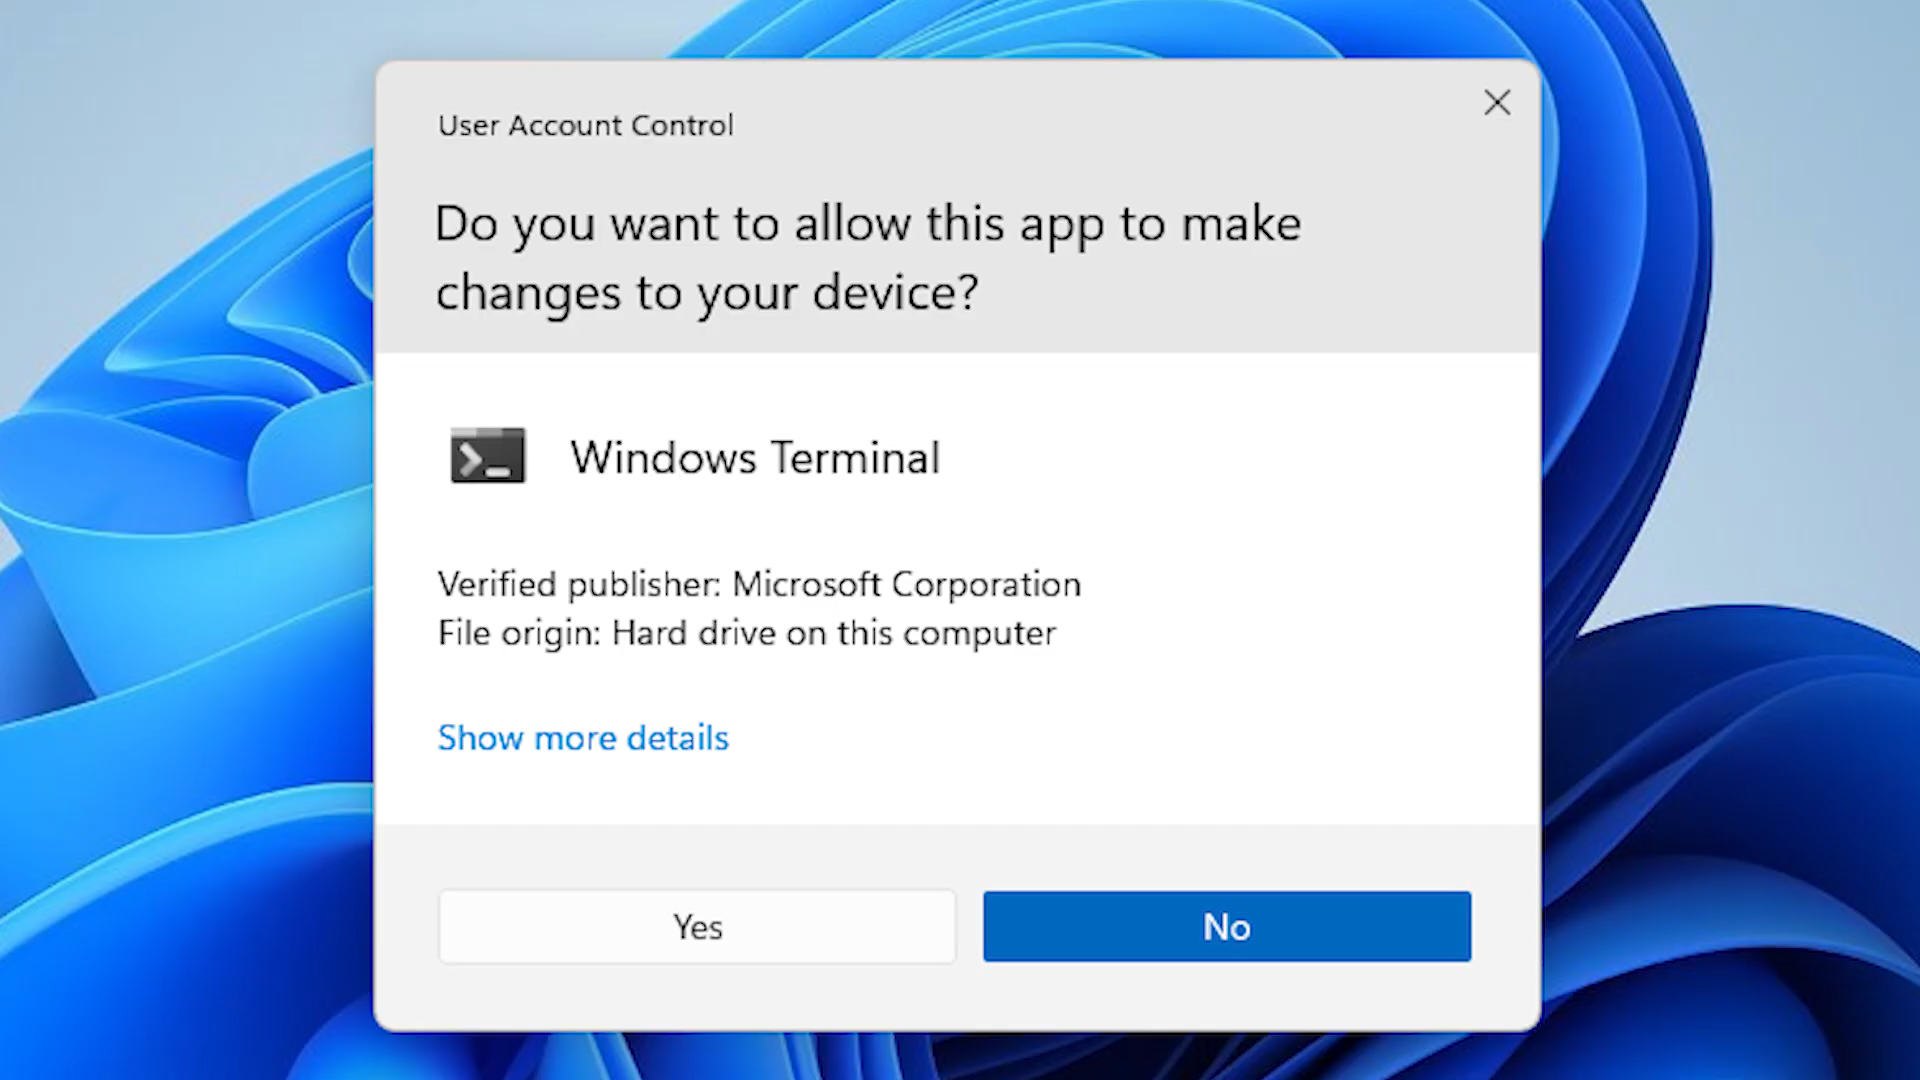 User Account Control
Do you want to allow this app to make
changes to your device?
Windows Terminal
Verified publisher: Microsoft Corporation
File origin: Hard drive on this computer
Show more details
Yes
No